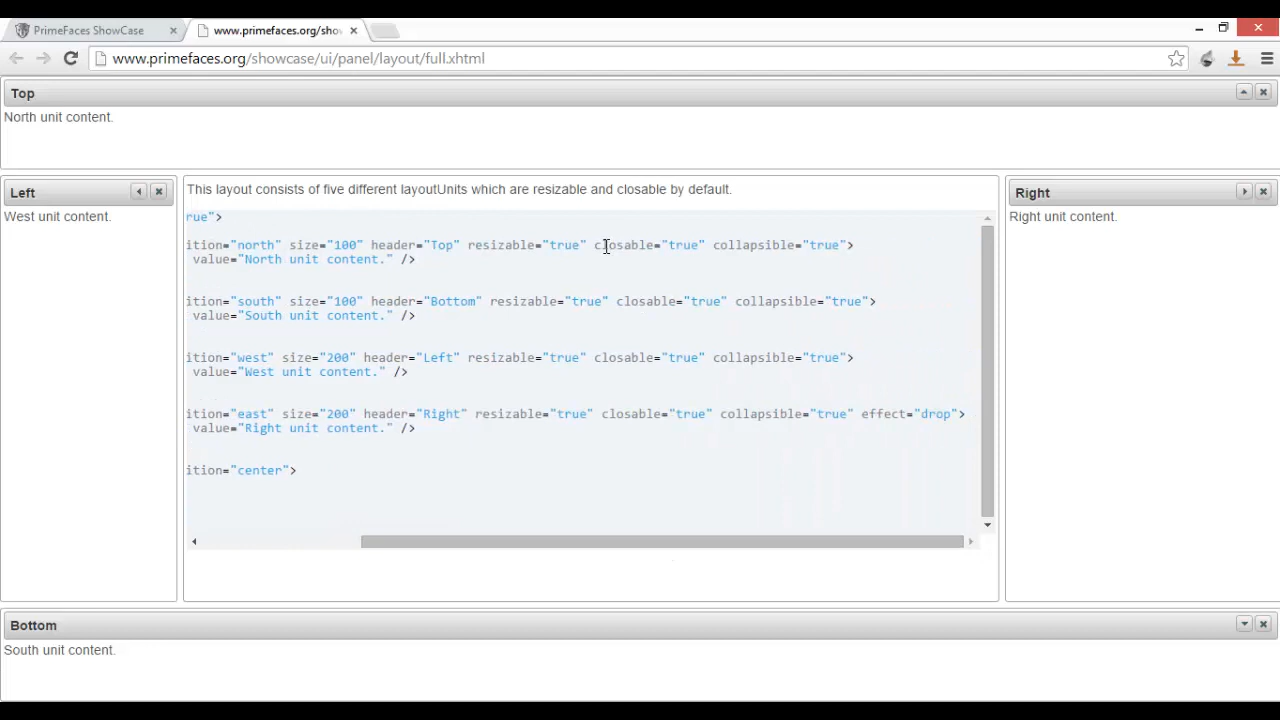 PrimeFaces ShowCase
www.primefaces.org/sho
www.primefaces.org/showcase/ui/panel/layout/full.xhtml
Top
North unit content.
Left
West unit content.
This layout consists of five different layoutUnits which are resizable and closable by default.
rue">
ition="north" size="100" header="Top" resizable="true" closable="true" collapsible="true">
value="North unit content." />
ition="south" size="100" header="Bottom" resizable="true" closable="true" collapsible="true">
value="South unit content." />
ition="west" size="200" header="Left" resizable="true" closable="true" collapsible="true">
value="West unit content." />
ition="east" size="200" header="Right" resizable="true" closable="true" collapsible="true" effect="drop">
value="Right unit content." />
ition="center">
Right
Right unit content.
Bottom
South unit content.